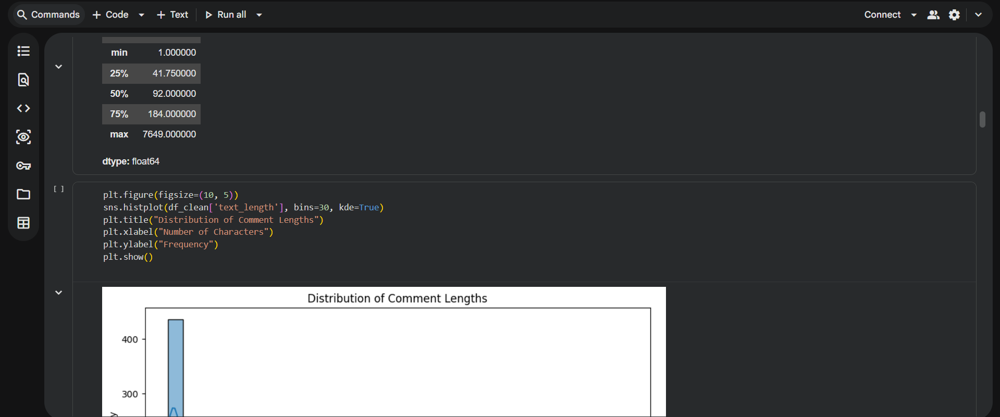 Commands + Code + Text Run all Connect
min 1.000000
25% 41.750000
50% 92.000000
75% 184.000000
max 7649.000000
dtype: float64
[ ]
plt.figure(figsize=(10, 5))
sns.histplot(df_clean['text_length'], bins=30, kde=True)
plt.title("Distribution of Comment Lengths")
plt.xlabel("Number of Characters")
plt.ylabel("Frequency")
plt.show()
Distribution of Comment Lengths
400
300
y